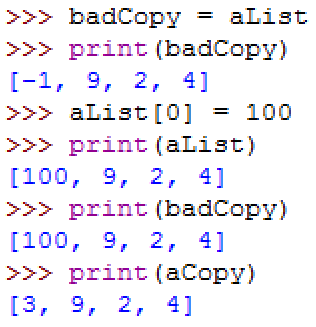 >>> badCopy = aList
>>> print(badCopy)
[-1, 9, 2, 4]
>>> aList[0] = 100
>>> print(aList)
[100, 9, 2, 4]
>>> print(badCopy)
[100, 9, 2, 4]
>>> print(aCopy)
[3, 9, 2, 4]